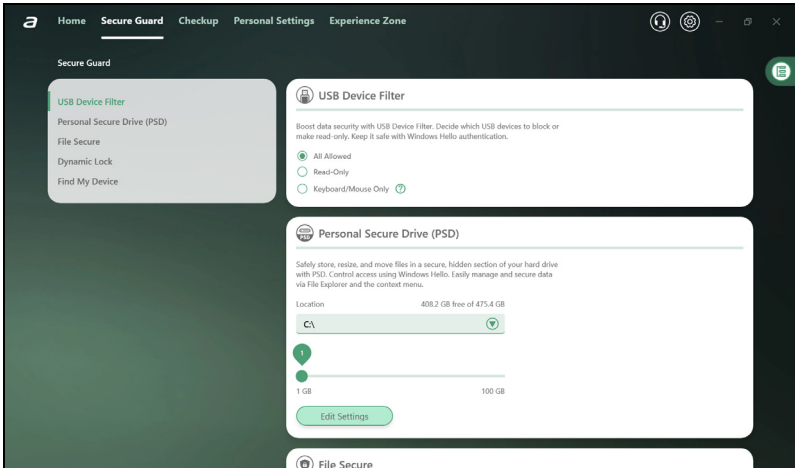 a Home Secure Guard Checkup Personal Settings Experience Zone
Secure Guard
USB Device Filter
Personal Secure Drive (PSD)
File Secure
Dynamic Lock
Find My Device
USB Device Filter
Boost data security with USB Device Filter. Decide which USB devices to block or
make read-only. Keep it safe with Windows Hello authentication.
All Allowed
Read-Only
Keyboard/Mouse Only ?
PSD Personal Secure Drive (PSD)
Safely store, resize, and move files in a secure, hidden section of your hard drive
with PSD. Control access using Windows Hello. Easily manage and secure data
via File Explorer and the context menu.
Location 408.2 GB free of 475.4 GB
C:\
1
1 GB 100 GB
Edit Settings
File Secure